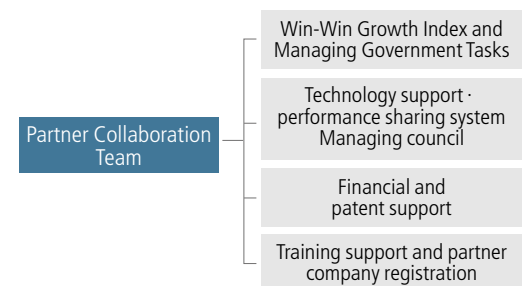 Win-Win Growth Index and
Managing Government Tasks
Technology support ·
performance sharing system
Managing council
Partner Collaboration
Team
Financial and
patent support
Training support and partner
company registration